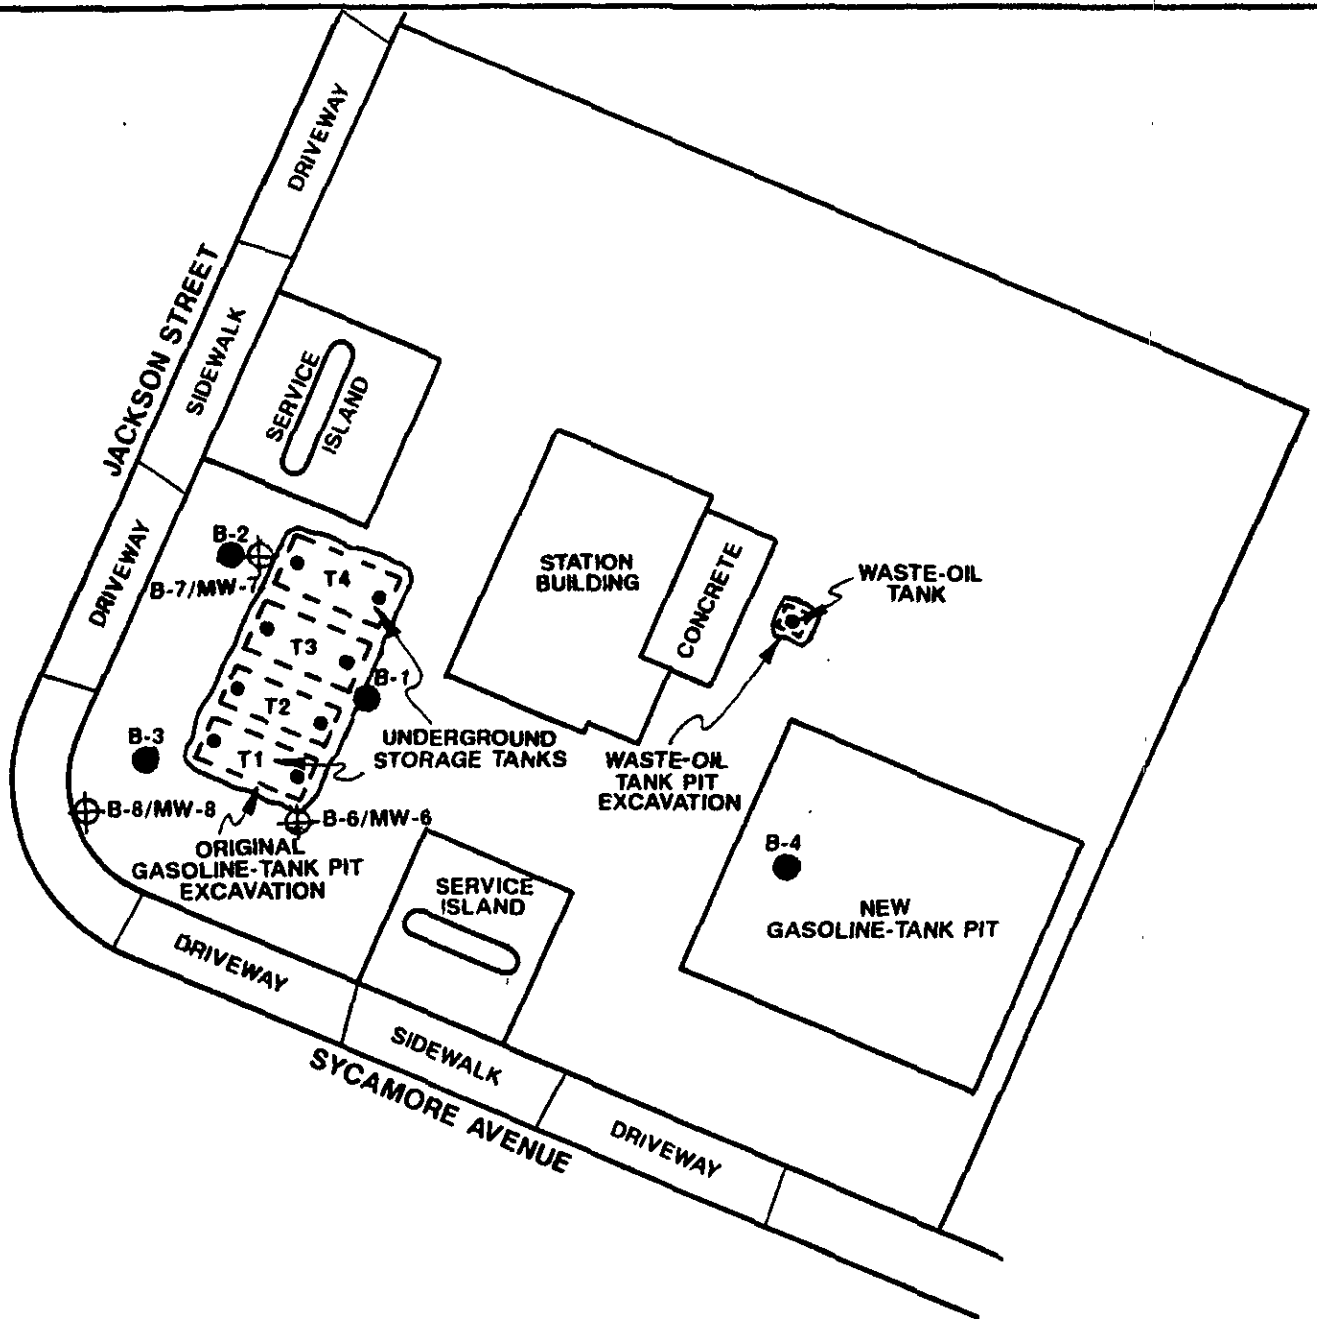 DRIVEWAY
JACKSON STREET
SIDEWALK
SERVICE
ISLAND
DRIVEWAY
B-2
B-7/MW-7
T4
T3
T2
T1
B-1
B-3
B-8/MW-8
B-6/MW-6
UNDERGROUND
STORAGE TANKS
ORIGINAL
GASOLINE-TANK PIT
EXCAVATION
STATION
BUILDING
CONCRETE
WASTE-OIL
TANK
WASTE-OIL
TANK PIT
EXCAVATION
B-4
NEW
GASOLINE-TANK PIT
SERVICE
ISLAND
DRIVEWAY
SIDEWALK
DRIVEWAY
SYCAMORE AVENUE